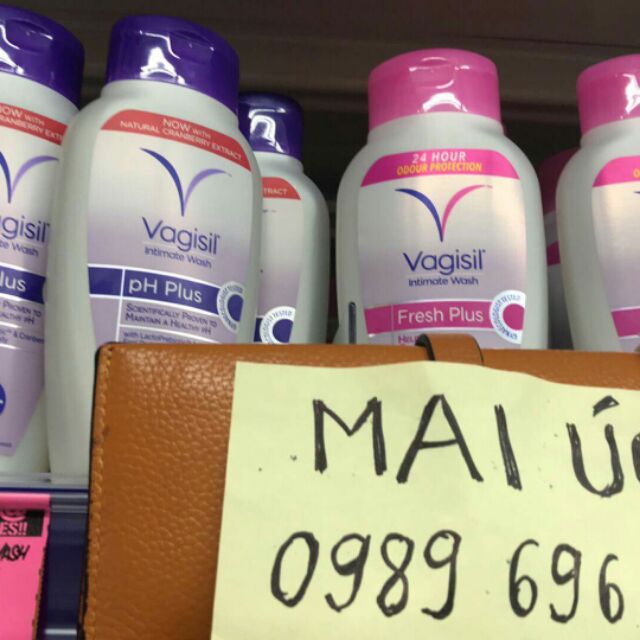 NOW WITH
NATURAL CRANBERRY EXTRACT
Vagisil
Intimate Wash
pH Plus
SCIENTIFICALLY PROVEN TO
MAINTAIN A HEALTHY pH
24 HOUR
ODOUR PROTECTION
Vagisil
Intimate Wash
Fresh Plus
MAI ÚC
0989 696